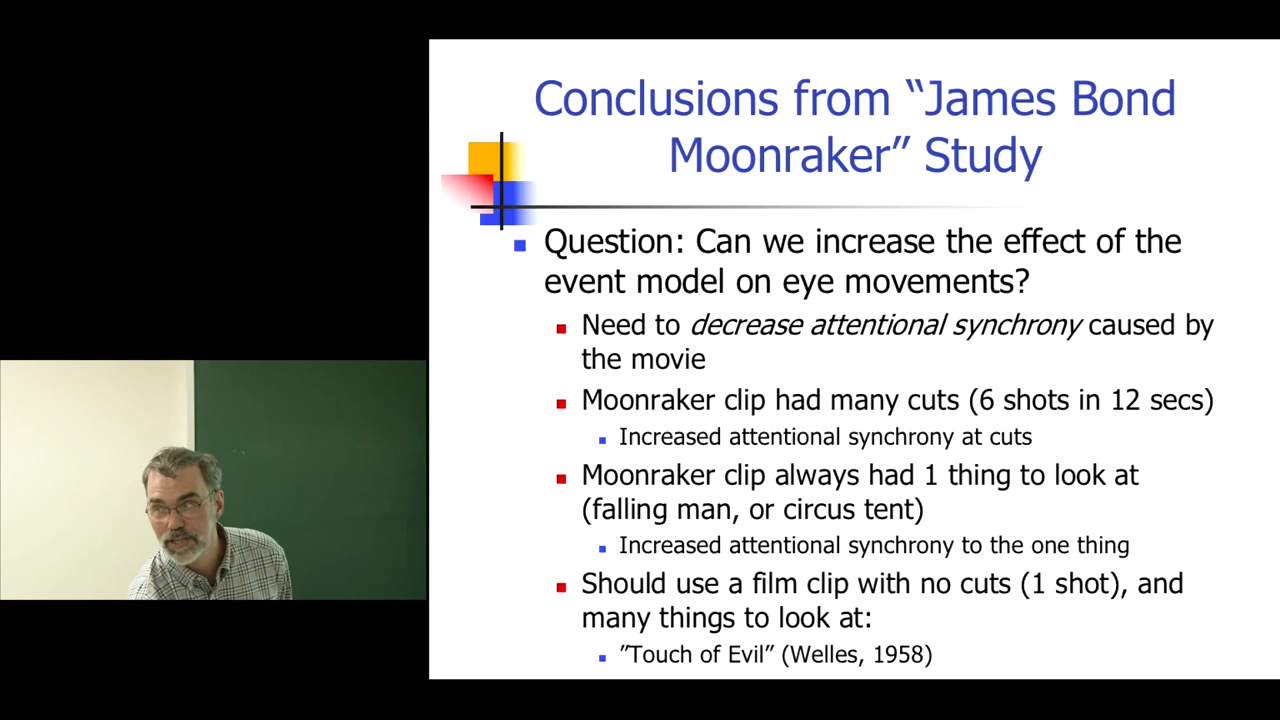 Conclusions from “James Bond
Moonraker” Study
Question: Can we increase the effect of the
event model on eye movements?
Need to decrease attentional synchrony caused by
the movie
Moonraker clip had many cuts (6 shots in 12 secs)
Increased attentional synchrony at cuts
Moonraker clip always had 1 thing to look at
(falling man, or circus tent)
Increased attentional synchrony to the one thing
Should use a film clip with no cuts (1 shot), and
many things to look at:
”Touch of Evil” (Welles, 1958)